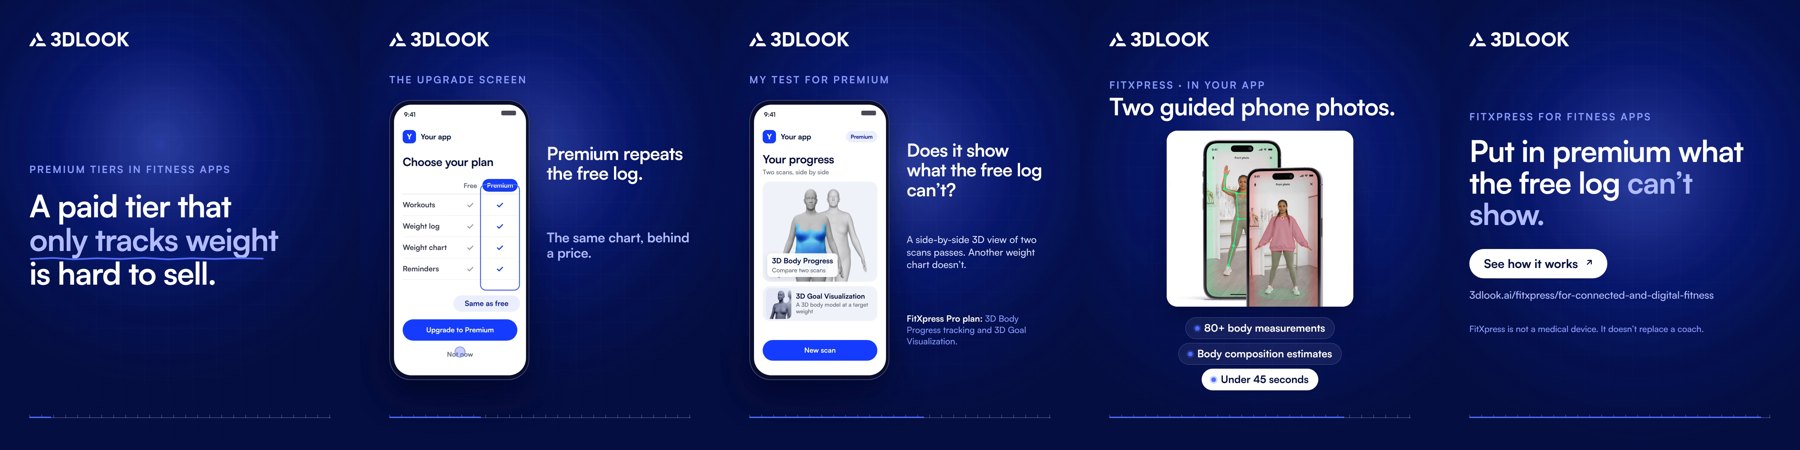 3DLOOK
PREMIUM TIERS IN FITNESS APPS
A paid tier that
only tracks weight
is hard to sell.
3DLOOK
THE UPGRADE SCREEN
9:41
Y Your app
Choose your plan
Free Premium
Workouts
Weight log
Weight chart
Reminders
Same as free
Upgrade to Premium
Not now
Premium repeats
the free log.
The same chart, behind
a price.
3DLOOK
MY TEST FOR PREMIUM
9:41
Y Your app Premium
Your progress
Two scans, side by side
3D Body Progress
Compare two scans
3D Goal Visualization
A 3D body model at a target
weight
New scan
Does it show
what the free log
can't?
A side-by-side 3D view of two
scans passes. Another weight
chart doesn't.
FitXpress Pro plan: 3D Body
Progress tracking and 3D Goal
Visualization.
3DLOOK
FITXPRESS · IN YOUR APP
Two guided phone photos.
Front photo
Front photo
80+ body measurements
Body composition estimates
Under 45 seconds
3DLOOK
FITXPRESS FOR FITNESS APPS
Put in premium what
the free log can't
show.
See how it works ↗
3dlook.ai/fitxpress/for-connected-and-digital-fitness
FitXpress is not a medical device. It doesn't replace a coach.